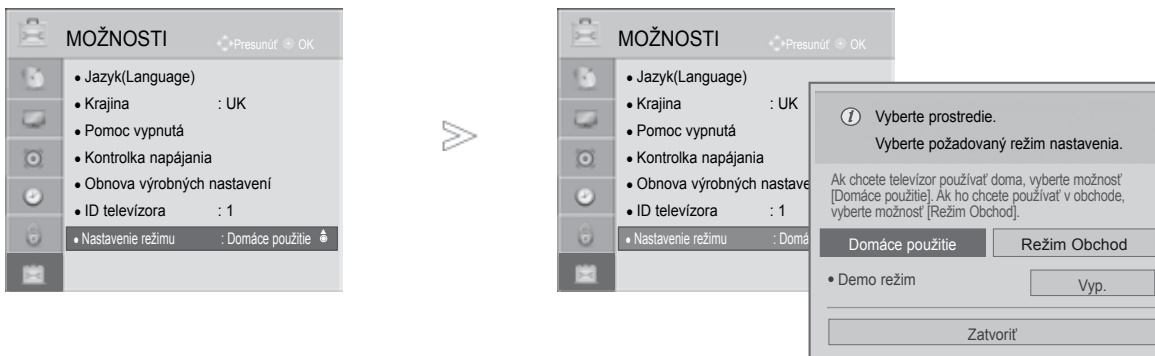 MOŽNOSTI Presunúť OK
• Jazyk(Language)
• Krajina : UK
• Pomoc vypnutá
• Kontrolka napájania
• Obnova výrobných nastavení
• ID televízora : 1
• Nastavenie režimu : Domáce použitie
MOŽNOSTI Presunúť OK
• Jazyk(Language)
• Krajina : UK
• Pomoc vypnutá
• Kontrolka napájania
• Obnova výrobných nastave
• ID televízora : 1
• Nastavenie režimu : Domá
Vyberte prostredie.
Vyberte požadovaný režim nastavenia.
Ak chcete televízor používať doma, vyberte možnosť
[Domáce použitie]. Ak ho chcete používať v obchode,
vyberte možnosť [Režim Obchod].
Domáce použitie Režim Obchod
• Demo režim Vyp.
Zatvoriť